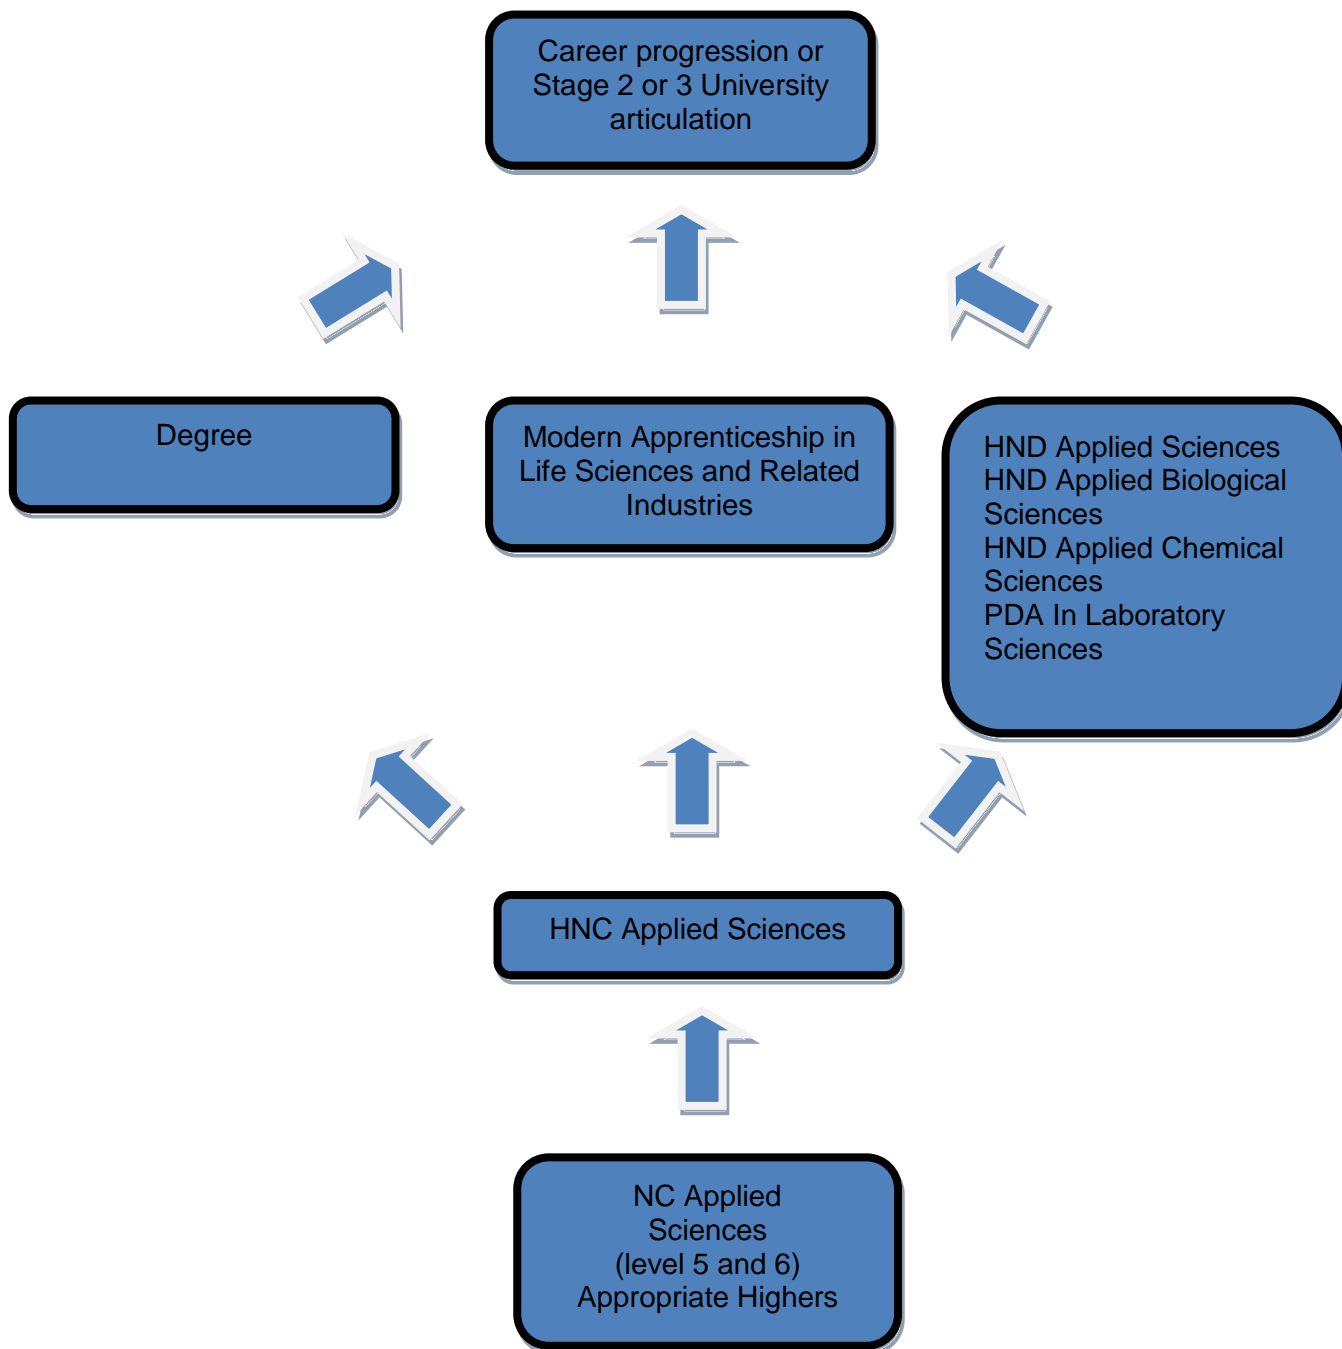 Career progression or
Stage 2 or 3 University
articulation
Degree
Modern Apprenticeship in
Life Sciences and Related
Industries
HND Applied Sciences
HND Applied Biological
Sciences
HND Applied Chemical
Sciences
PDA In Laboratory
Sciences
HNC Applied Sciences
NC Applied
Sciences
(level 5 and 6)
Appropriate Highers